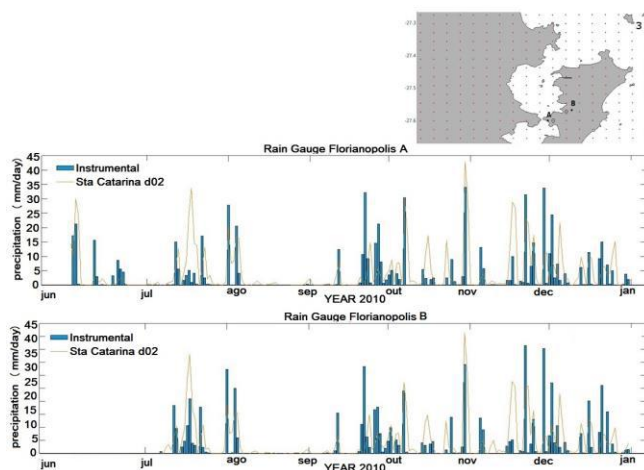 -27.3
3
-27.4
-27.5
B
A
-27.6
Rain Gauge Florianopolis A
45
40
35
30
25
20
15
10
5
0
precipitation (mm/day)
Instrumental
Sta Catarina d02
jun jul ago sep out nov dec jan
YEAR 2010
Rain Gauge Florianopolis B
45
40
35
30
25
20
15
10
5
0
precipitation (mm/day)
Instrumental
Sta Catarina d02
jun jul ago sep out nov dec jan
YEAR 2010